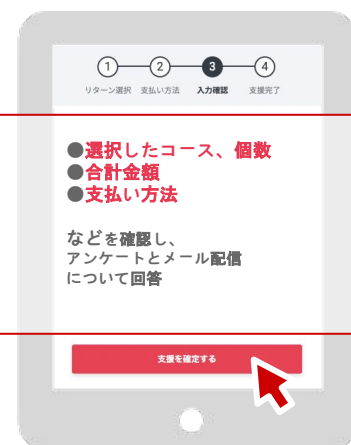 1 2 3 4
リターン選択 支払い方法 入力確認 支援完了
●選択したコース、個数
●合計金額
●支払い方法
などを確認し、
アンケートとメール配信
について回答
支援を確定する